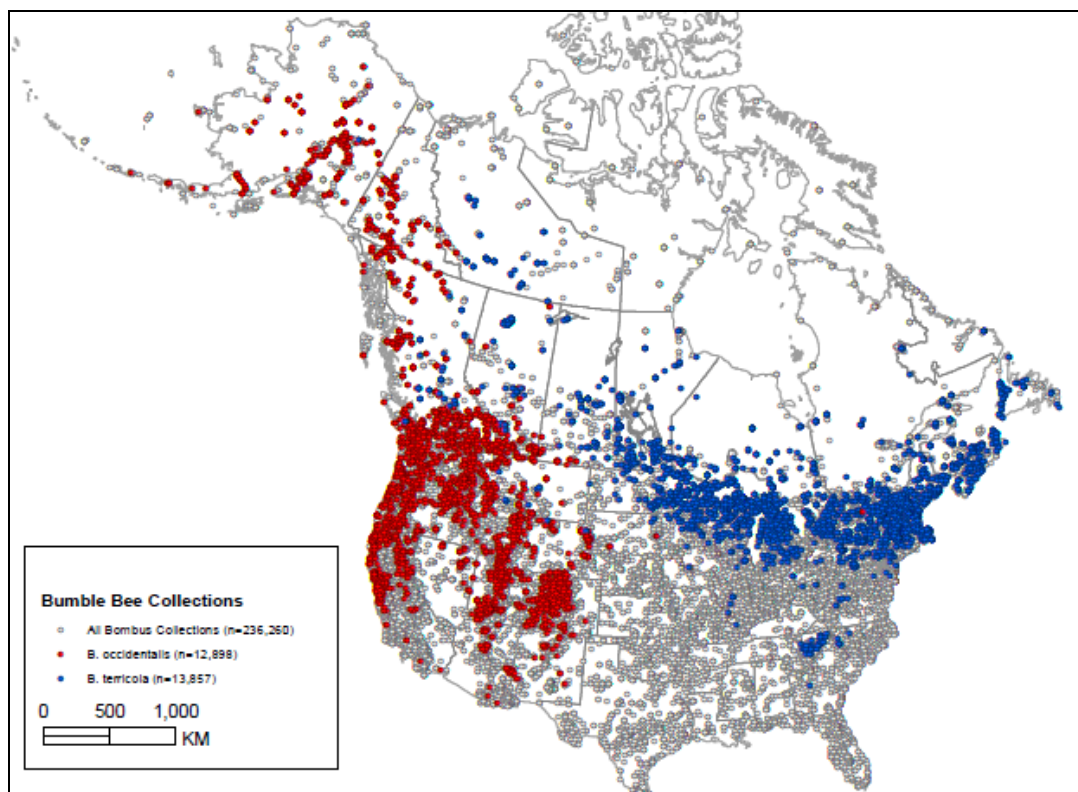 Bumble Bee Collections
All Bombus Collections (n=236,260)
B. occidentalis (n=12,898)
B. terricola (n=13,857)
0 500 1,000
KM